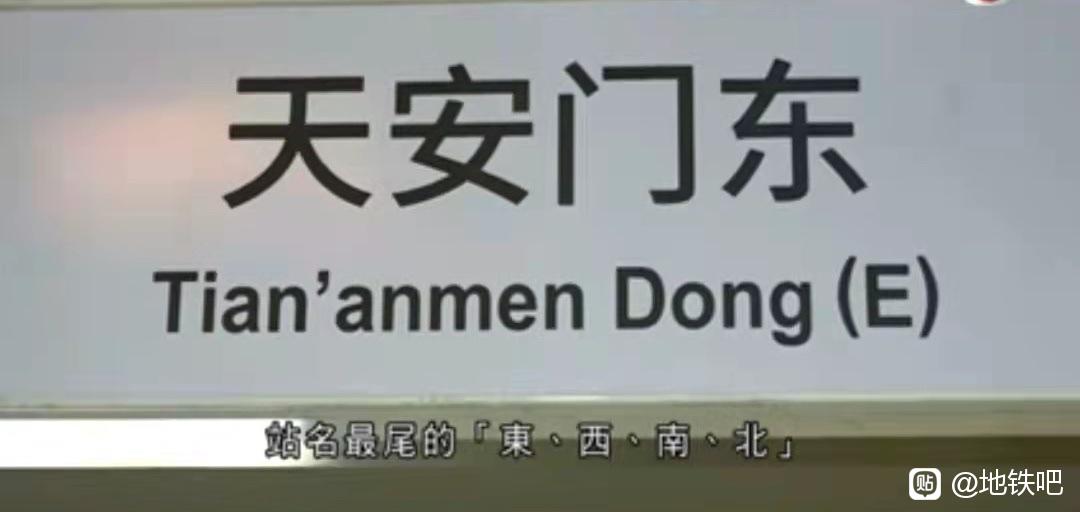 天安门东
Tian’anmen Dong (E)
站名最尾的「東、西、南、北」
贴 @地铁吧